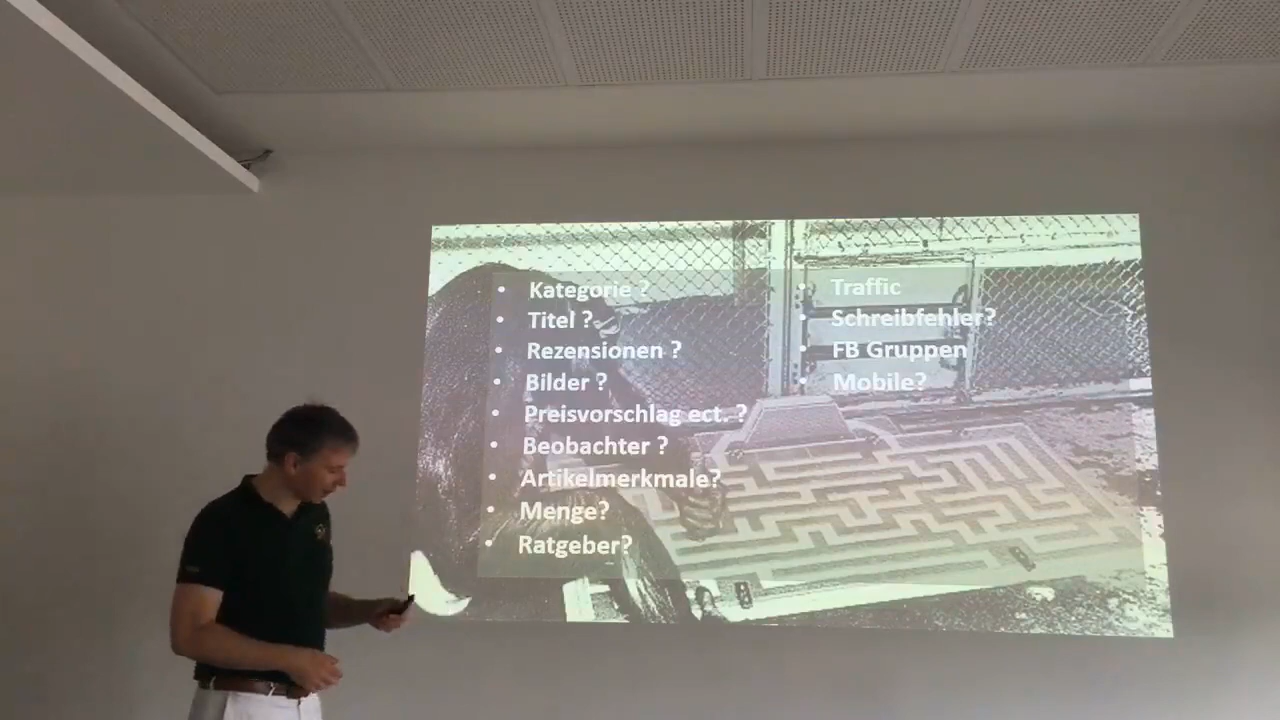 • Kategorie ?
• Titel ?
• Rezensionen ?
• Bilder ?
• Preisvorschlag ect. ?
• Beobachter ?
• Artikelmerkmale?
• Menge?
• Ratgeber?
• Traffic
• Schreibfehler?
• FB Gruppen
• Mobile?